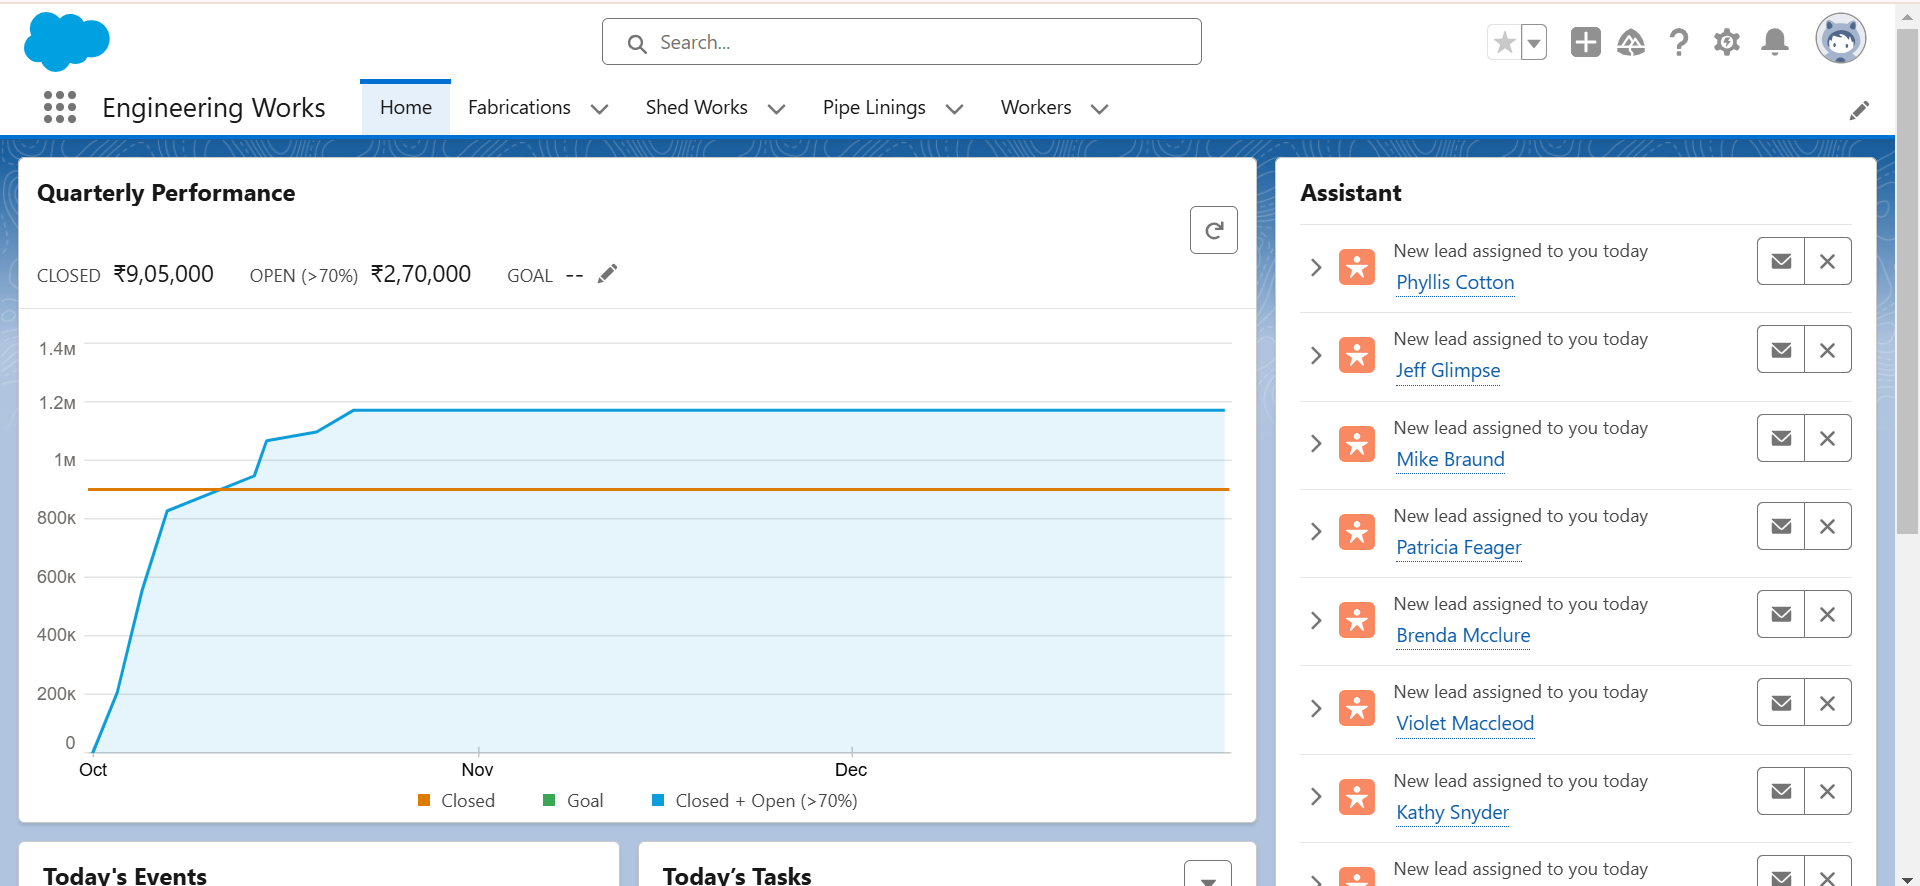 Search...
Engineering Works
Home
Fabrications
Shed Works
Pipe Linings
Workers
Quarterly Performance
CLOSED ₹9,05,000 OPEN (>70%) ₹2,70,000 GOAL --
1.4M
1.2M
1M
800K
600K
400K
200K
0
Oct Nov Dec
Closed Goal Closed + Open (>70%)
Today's Events
Today’s Tasks
Assistant
New lead assigned to you today
Phyllis Cotton
New lead assigned to you today
Jeff Glimpse
New lead assigned to you today
Mike Braund
New lead assigned to you today
Patricia Feager
New lead assigned to you today
Brenda Mcclure
New lead assigned to you today
Violet Maccleod
New lead assigned to you today
Kathy Snyder
New lead assigned to you today